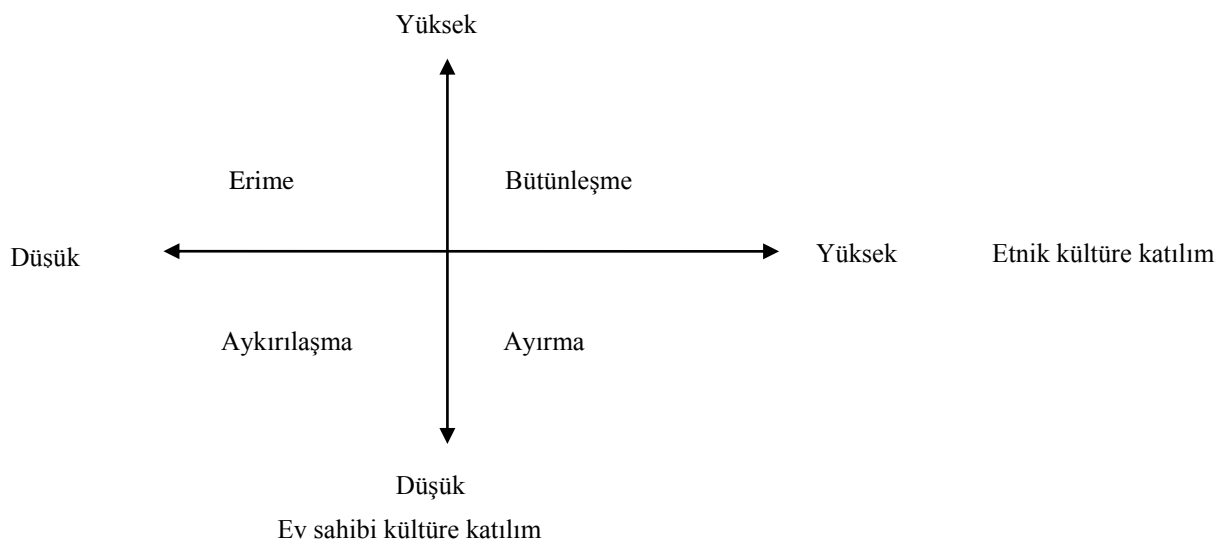 Yüksek
Erime Bütünleşme
Düşük Yüksek Etnik kültüre katılım
Aykırılaşma Ayırma
Düşük
Ev sahibi kültüre katılım